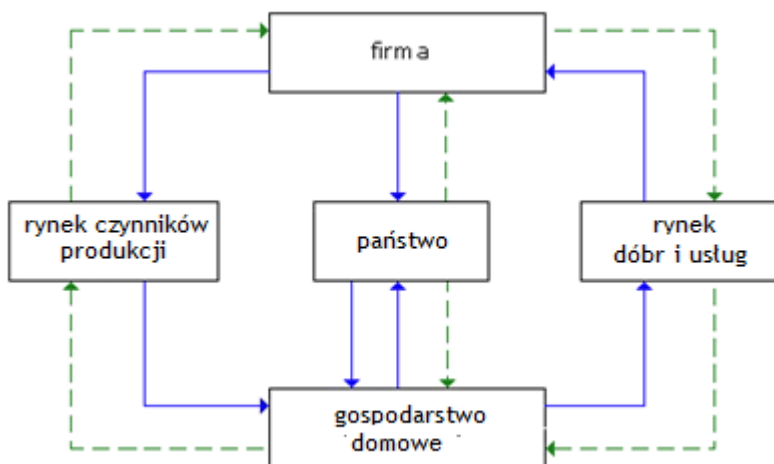 firma
rynek czynników
produkcji
państwo
rynek
dóbr i usług
gospodarstwo
domowe